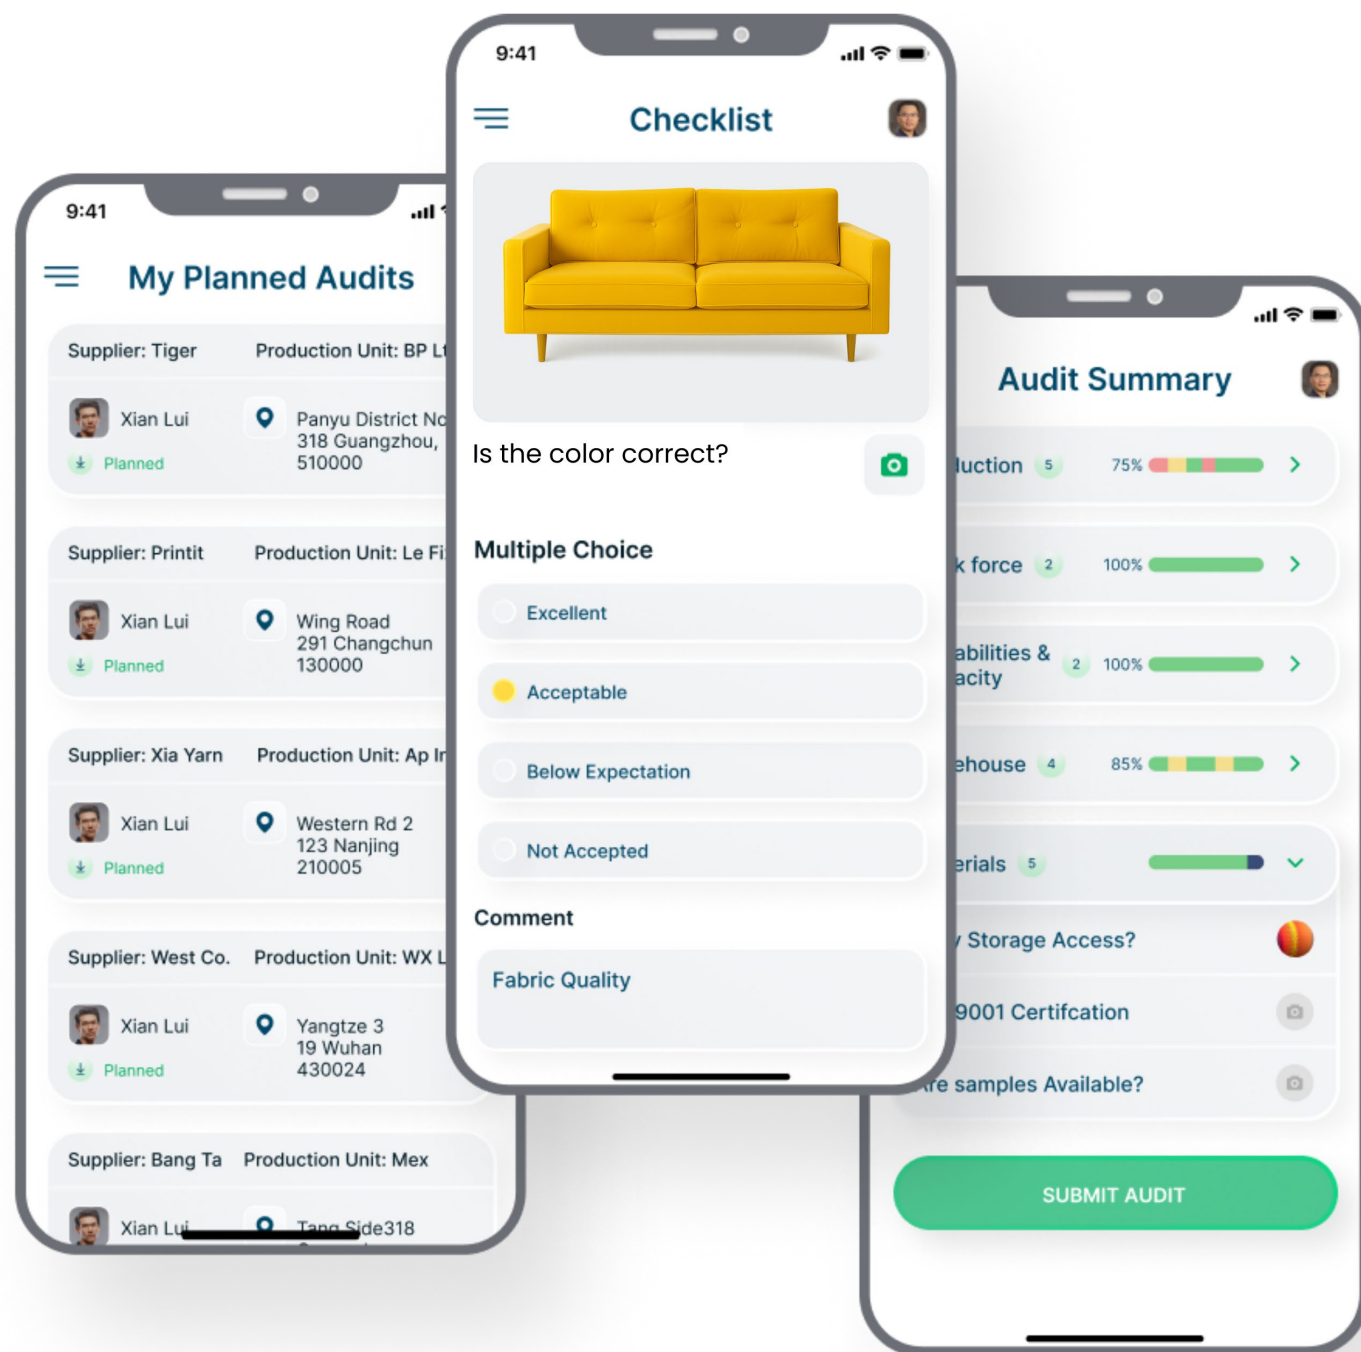 9:41
My Planned Audits
Supplier: Tiger
Production Unit: BP
Xian Lui
Panyu District
318 Guangzhou,
510000
Planned
Supplier: Printit
Production Unit: Le
Xian Lui
Wing Road
291 Changchun
130000
Planned
Supplier: Xia Yarn
Production Unit: Ap
Xian Lui
Western Rd 2
123 Nanjing
210005
Planned
Supplier: West Co.
Production Unit: WX
Xian Lui
Yangtze 3
19 Wuhan
430024
Planned
Supplier: Bang Ta
Production Unit: Mex
Xian Lui
Tang Side318
9:41
Checklist
Is the color correct?
Multiple Choice
Excellent
Acceptable
Below Expectation
Not Accepted
Comment
Fabric Quality
Audit Summary
5 75%
force 2 100%
& 2 100%
4 85%
5
Storage Access?
9001 Certifcation
samples Available?
SUBMIT AUDIT